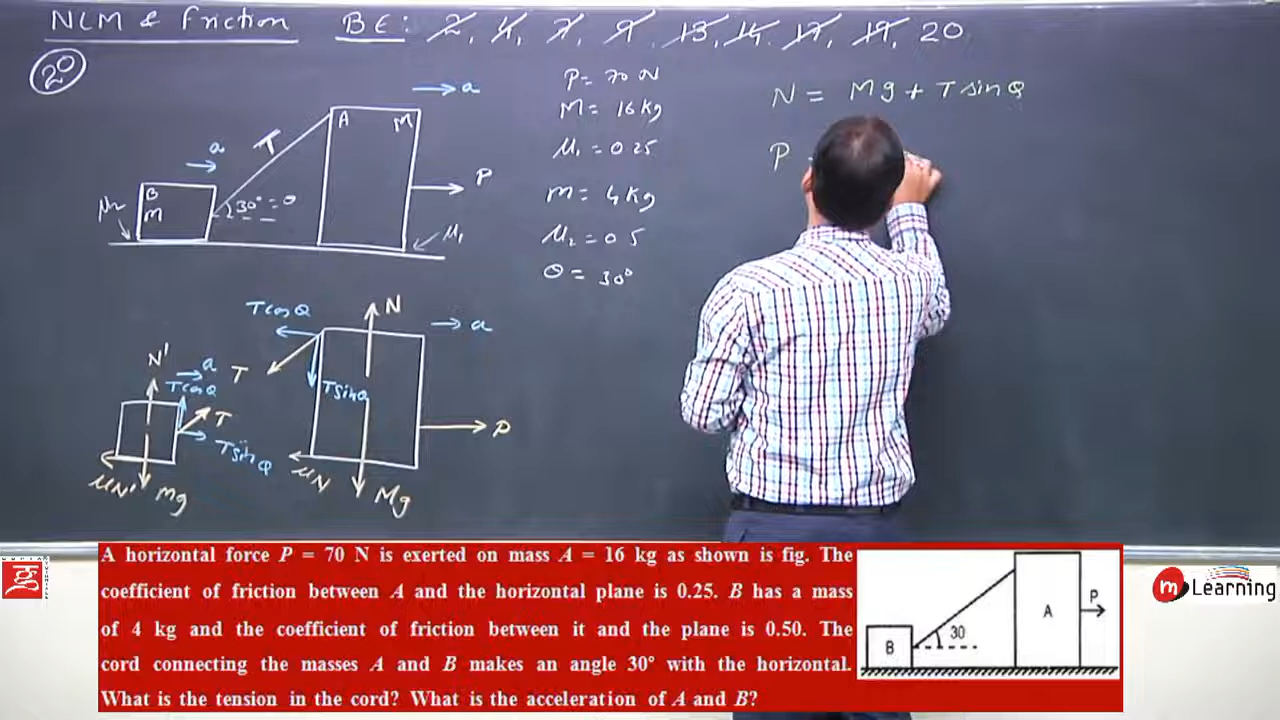 NLM & Friction BE: 2, 4, 7, 9, 13, 14, 17, 19, 20
20
a
A M
T
a
P
B
m
30° = θ
μ2
μ1
P = 70 N
M = 16 kg
μ1 = 0.25
m = 4 kg
μ2 = 0.5
θ = 30°
N = Mg + T sin θ
P
T cos θ
N
a
T
T sin θ
P
μN
Mg
N'
a
T cos θ
T
T sin θ
μN'
mg
A horizontal force P = 70 N is exerted on mass A = 16 kg as shown is fig. The
coefficient of friction between A and the horizontal plane is 0.25. B has a mass
of 4 kg and the coefficient of friction between it and the plane is 0.50. The
cord connecting the masses A and B makes an angle 30° with the horizontal.
What is the tension in the cord? What is the acceleration of A and B?
B
30
A
P
m Learning